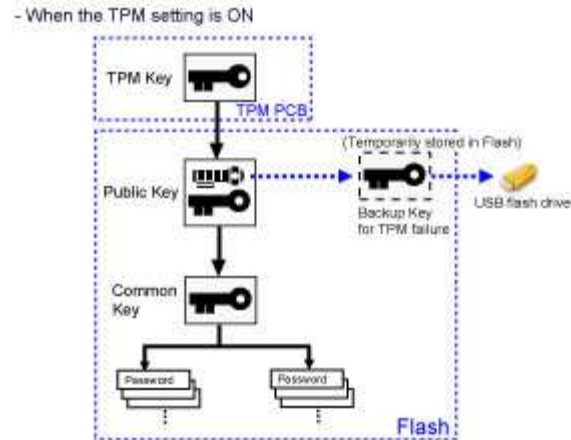 - When the TPM setting is ON
TPM Key
TPM PCB
(Temporarily stored in Flash)
Public Key
USB flash drive
Backup Key
for TPM failure
Common
Key
Password
Password
Flash